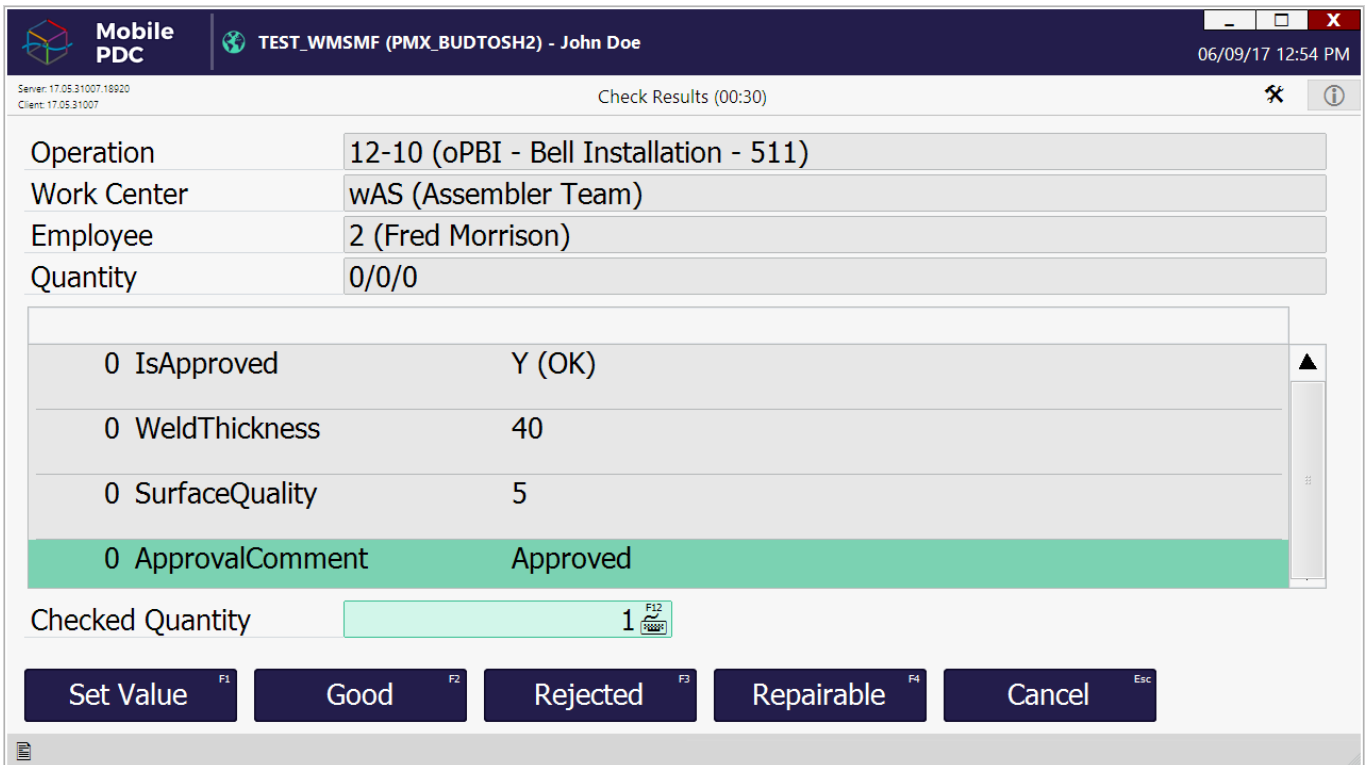 Mobile PDC
TEST_WMSMF (PMX_BUDTOSH2) - John Doe
X
06/09/17 12:54 PM
Server: 17.05.31007.18920
Client: 17.05.31007
Check Results (00:30)
Operation 12-10 (oPBI - Bell Installation - 511)
Work Center wAS (Assembler Team)
Employee 2 (Fred Morrison)
Quantity 0/0/0
0 IsApproved Y (OK)
0 WeldThickness 40
0 SurfaceQuality 5
0 ApprovalComment Approved
Checked Quantity 1 F12
Set Value F1 Good F2 Rejected F3 Repairable F4 Cancel Esc